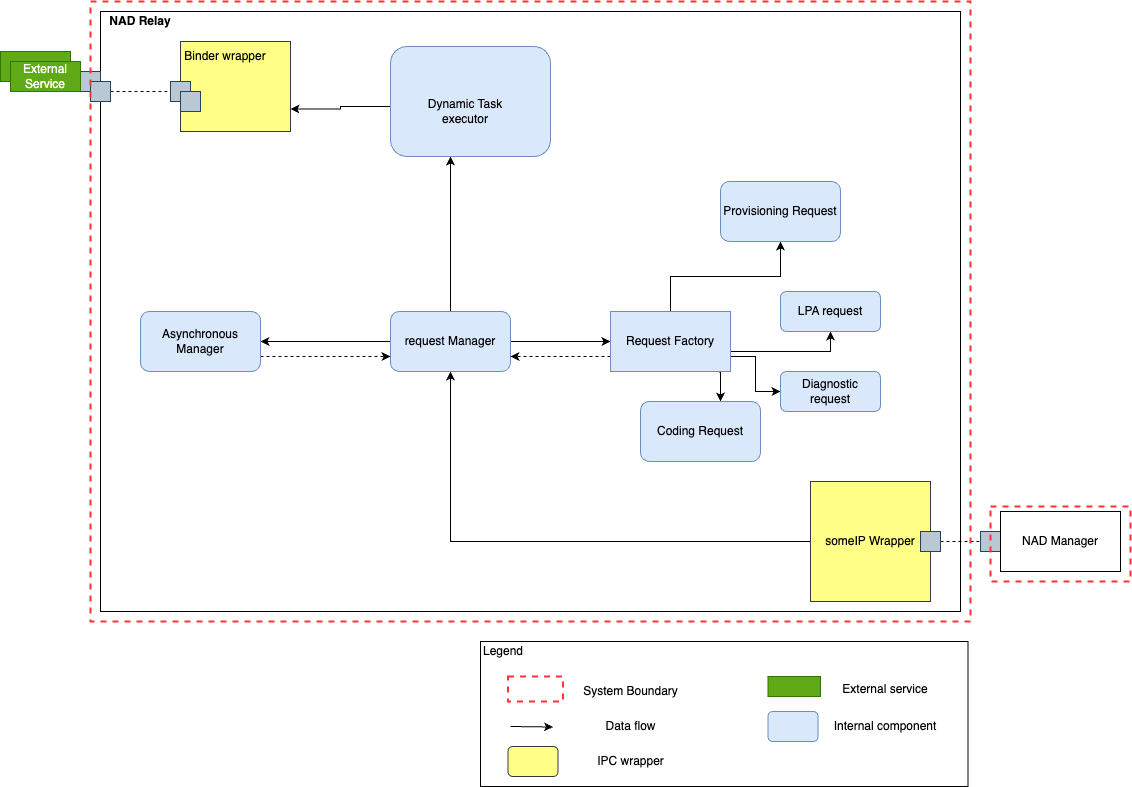 NAD Relay
Binder wrapper
External
Service
Dynamic Task
executor
Provisioning Request
LPA request
Asynchronous
Manager
request Manager
Request Factory
Diagnostic
request
Coding Request
someIP Wrapper
NAD Manager
Legend
System Boundary
External service
Data flow
Internal component
IPC wrapper